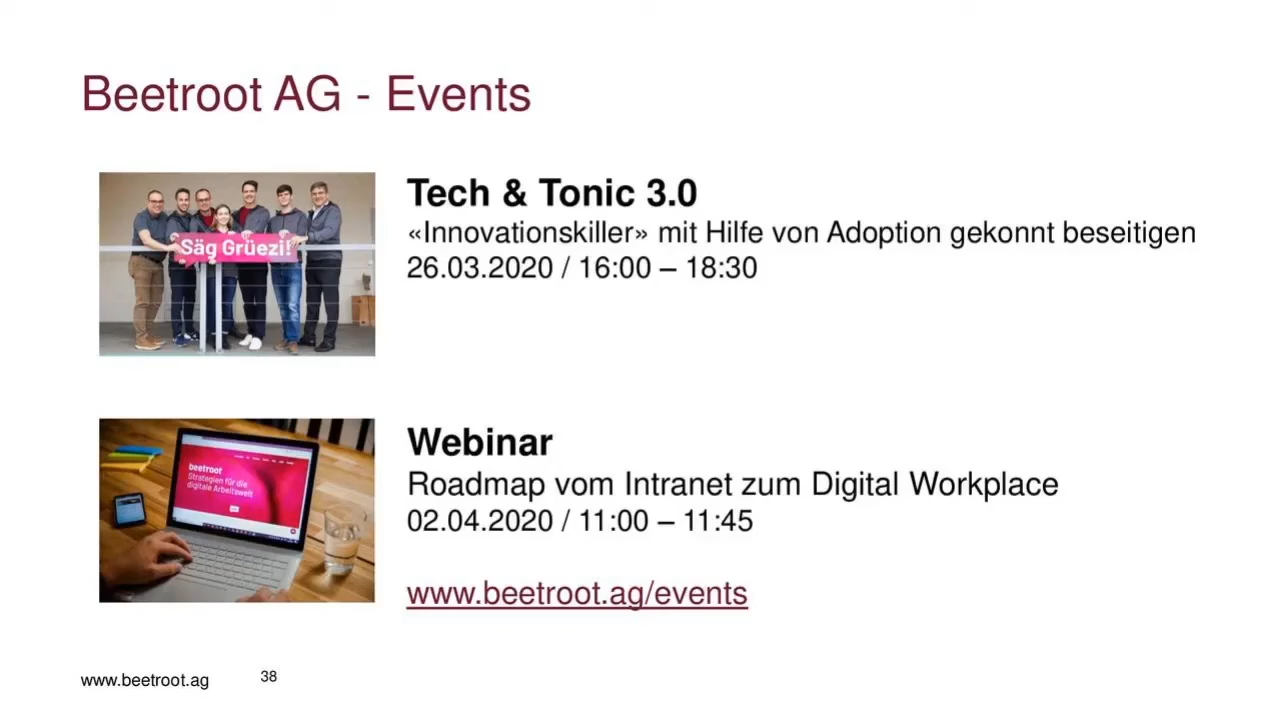 Beetroot AG - Events
Säg Grüezi!
Tech & Tonic 3.0
«Innovationskiller» mit Hilfe von Adoption gekonnt beseitigen
26.03.2020 / 16:00 – 18:30
beetroot
Strategien für die
digitale Arbeitswelt
Webinar
Roadmap vom Intranet zum Digital Workplace
02.04.2020 / 11:00 – 11:45
www.beetroot.ag/events
www.beetroot.ag
38